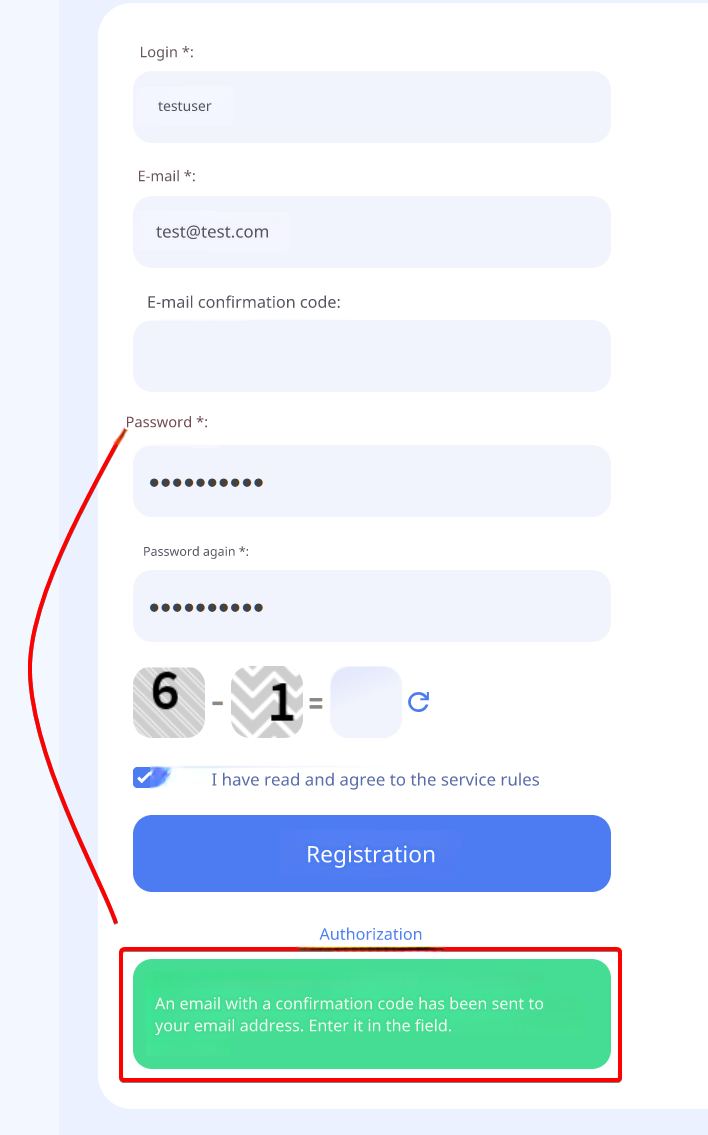 Login *:
testuser
E-mail *:
test@test.com
E-mail confirmation code:
Password *:
••••••••••
Password again *:
••••••••••
6 - 1 =
I have read and agree to the service rules
Registration
Authorization
An email with a confirmation code has been sent to
your email address. Enter it in the field.